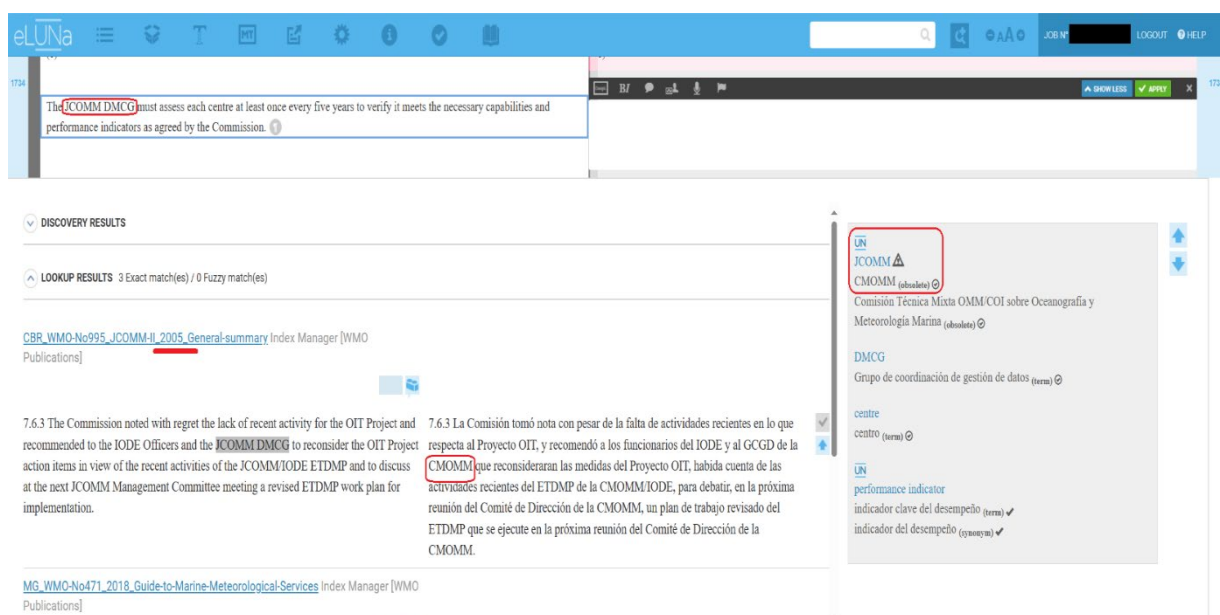 eLUNa
T
MT
A A
JOB Nº
LOGOUT
HELP
1734
The JCOMM DMCG must assess each centre at least once every five years to verify it meets the necessary capabilities and
performance indicators as agreed by the Commission. 1
BI
SHOW LESS
APPLY
X
DISCOVERY RESULTS
LOOKUP RESULTS 3 Exact match(es) / 0 Fuzzy match(es)
CBR_WMO-No995_JCOMM-II_2005_General-summary Index Manager [WMO
Publications]
7.6.3 The Commission noted with regret the lack of recent activity for the OIT Project and
recommended to the IODE Officers and the JCOMM DMCG to reconsider the OIT Project
action items in view of the recent activities of the JCOMM/IODE ETDMP and to discuss
at the next JCOMM Management Committee meeting a revised ETDMP work plan for
implementation.
7.6.3 La Comisión tomó nota con pesar de la falta de actividades recientes en lo que
respecta al Proyecto OIT, y recomendó a los funcionarios del IODE y al GCGD de la
CMOMM que reconsideraran las medidas del Proyecto OIT, habida cuenta de las
actividades recientes del ETDMP de la CMOMM/IODE, para debatir, en la próxima
reunión del Comité de Dirección de la CMOMM, un plan de trabajo revisado del
ETDMP que se ejecute en la próxima reunión del Comité de Dirección de la
CMOMM.
MG_WMO-No471_2018_Guide-to-Marine-Meteorological-Services Index Manager [WMO
Publications]
UN
JCOMM
CMOMM (obsolete)
Comisión Técnica Mixta OMM/COI sobre Oceanografía y
Meteorología Marina (obsolete)
DMCG
Grupo de coordinación de gestión de datos (term)
centre
centro (term)
UN
performance indicator
indicador clave del desempeño (term)
indicador del desempeño (synonym)